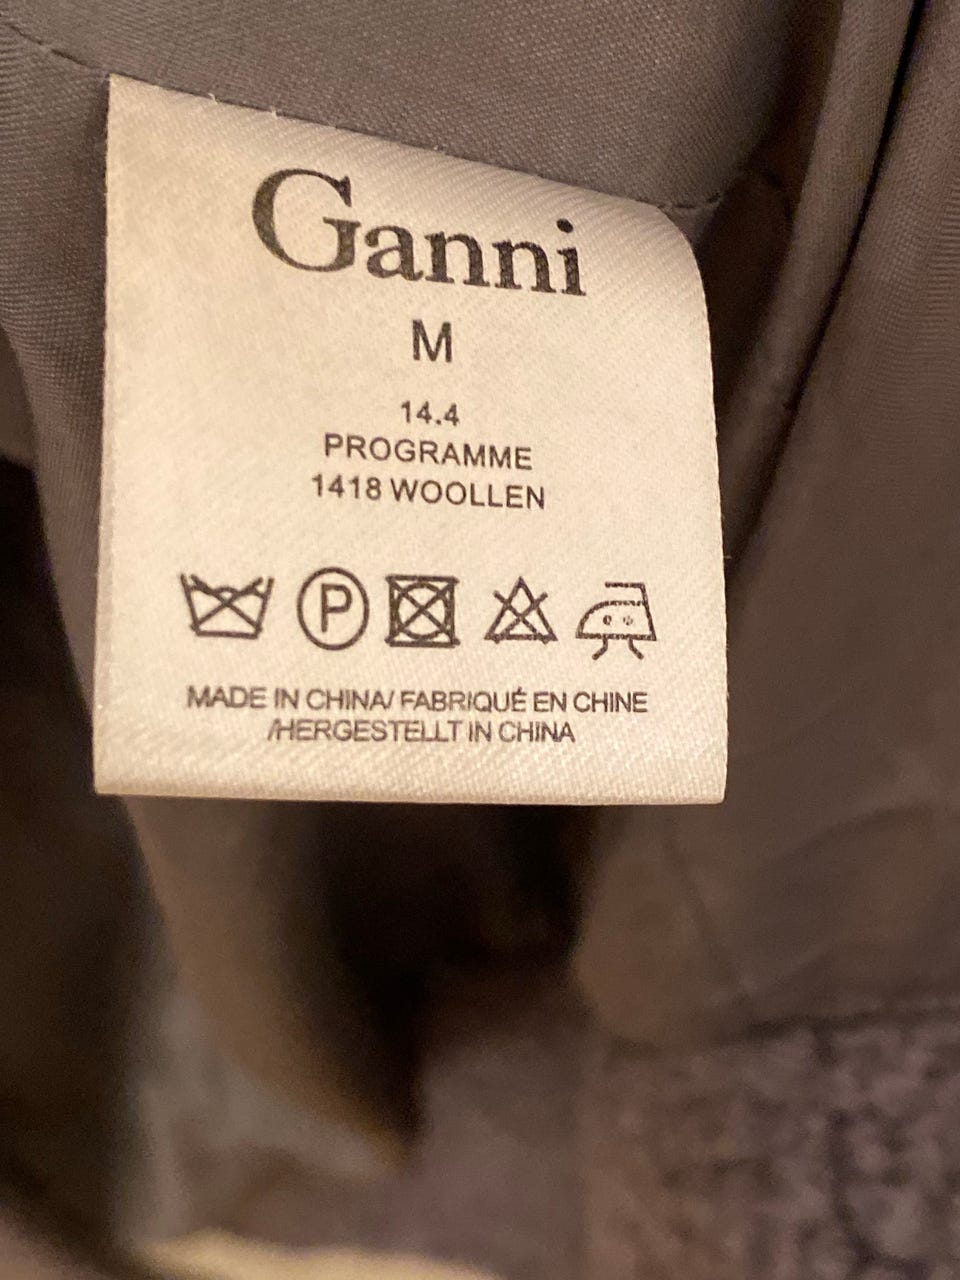 Ganni
M
14.4
PROGRAMME
1418 WOOLLEN
P
MADE IN CHINA/ FABRIQUÉ EN CHINE
/HERGESTELLT IN CHINA